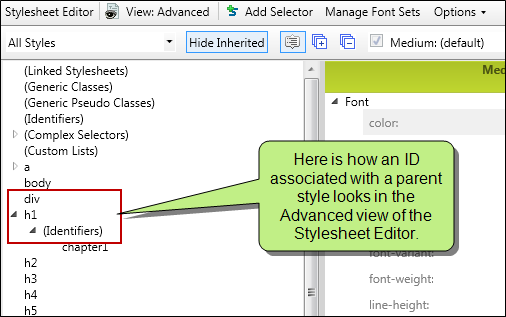 Stylesheet Editor View: Advanced Add Selector Manage Font Sets Options
All Styles Hide Inherited Medium: (default)
(Linked Stylesheets)
(Generic Classes)
(Generic Pseudo Classes)
(Identifiers)
(Complex Selectors)
(Custom Lists)
a
body
div
h1
(Identifiers)
chapter1
h2
h3
h4
h5
Med
Font
color:
font-variant:
font-weight:
line-height:
Here is how an ID
associated with a parent
style looks in the
Advanced view of the
Stylesheet Editor.